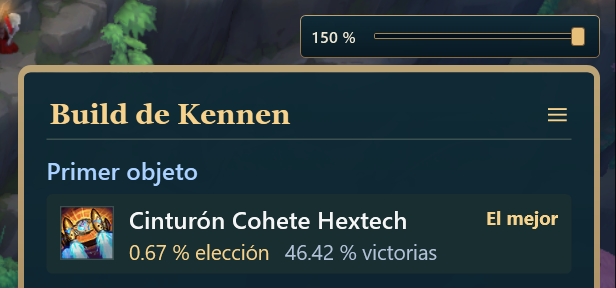 150 %
Build de Kennen
Primer objeto
Cinturón Cohete Hextech
El mejor
0.67 % elección 46.42 % victorias